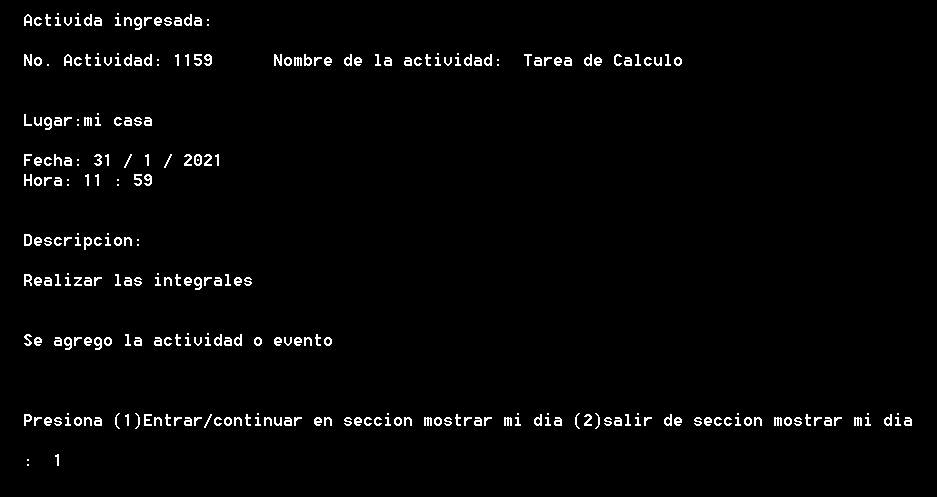 Activida ingresada:
No. Actividad: 1159      Nombre de la actividad:  Tarea de Calculo
Lugar:mi casa
Fecha: 31 / 1 / 2021
Hora: 11 : 59
Descripcion:
Realizar las integrales
Se agrego la actividad o evento
Presiona (1)Entrar/continuar en seccion mostrar mi dia (2)salir de seccion mostrar mi dia
:  1